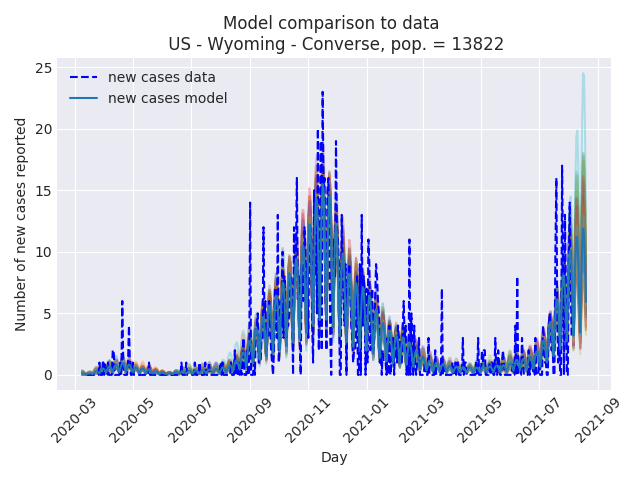 Model comparison to data
US - Wyoming - Converse, pop. = 13822
new cases data
new cases model
Number of new cases reported
25
20
15
10
5
0
2020-03
2020-05
2020-07
2020-09
2020-11
2021-01
2021-03
2021-05
2021-07
2021-09
Day